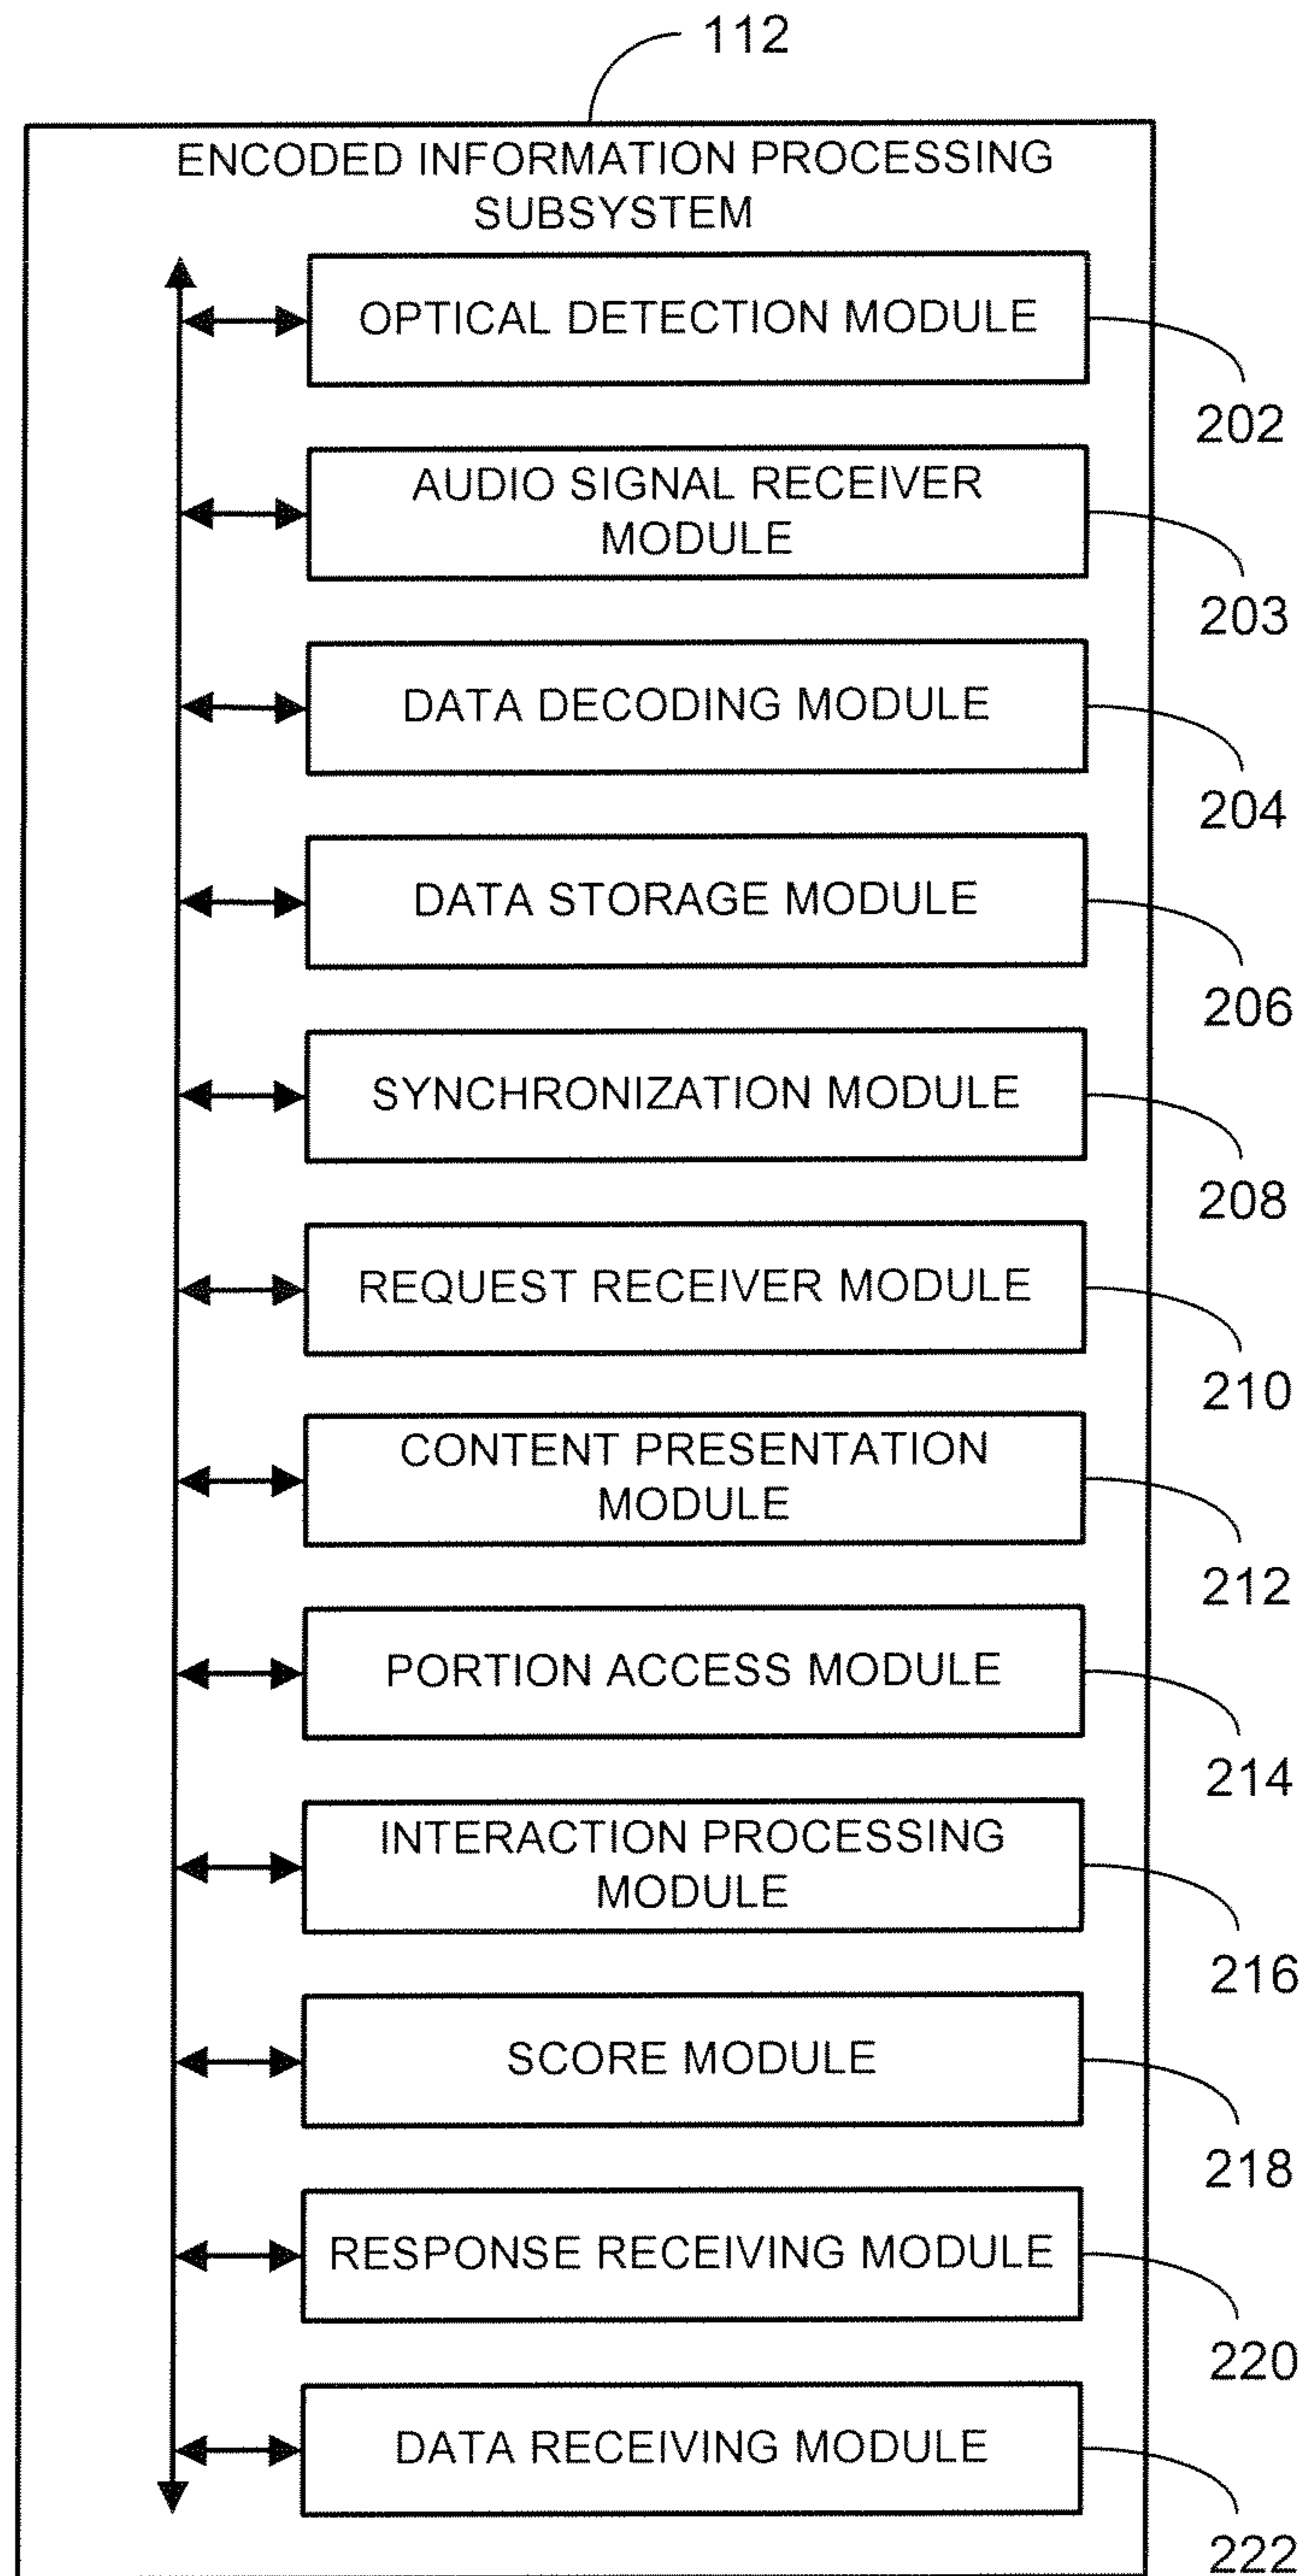 112
ENCODED INFORMATION PROCESSING
SUBSYSTEM
OPTICAL DETECTION MODULE
202
AUDIO SIGNAL RECEIVER
MODULE
203
DATA DECODING MODULE
204
DATA STORAGE MODULE
206
SYNCHRONIZATION MODULE
208
REQUEST RECEIVER MODULE
210
CONTENT PRESENTATION
MODULE
212
PORTION ACCESS MODULE
214
INTERACTION PROCESSING
MODULE
216
SCORE MODULE
218
RESPONSE RECEIVING MODULE
220
DATA RECEIVING MODULE
222